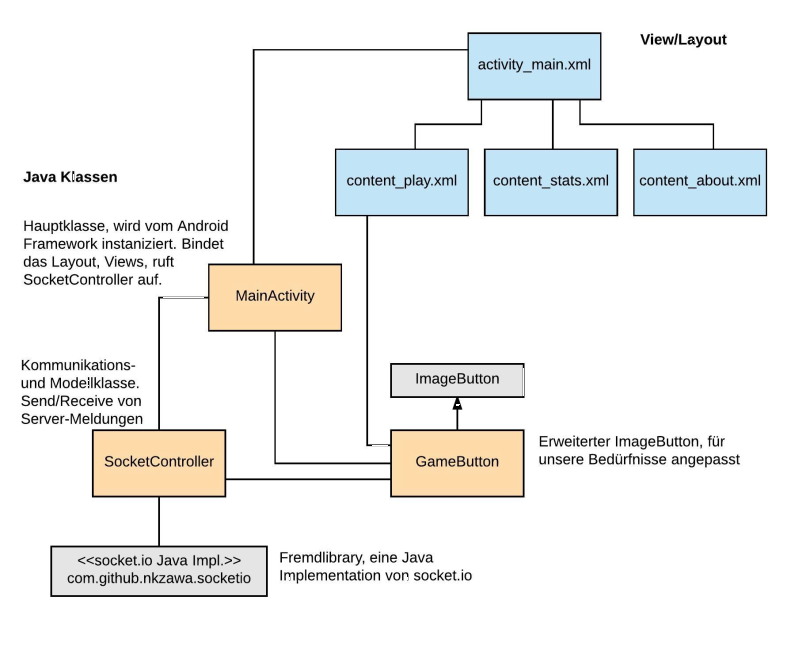 View/Layout
activity_main.xml
content_play.xml
content_stats.xml
content_about.xml
Java Klassen
Hauptklasse, wird vom Android
Framework instaniziert. Bindet
das Layout, Views, ruft
SocketController auf.
MainActivity
Kommunikations-
und Modellklasse.
Send/Receive von
Server-Meldungen
ImageButton
SocketController
GameButton
Erweiterter ImageButton, für
unsere Bedürfnisse angepasst
<<socket.io Java Impl.>>
com.github.nkzawa.socketio
Fremdlibrary, eine Java
Implementation von socket.io